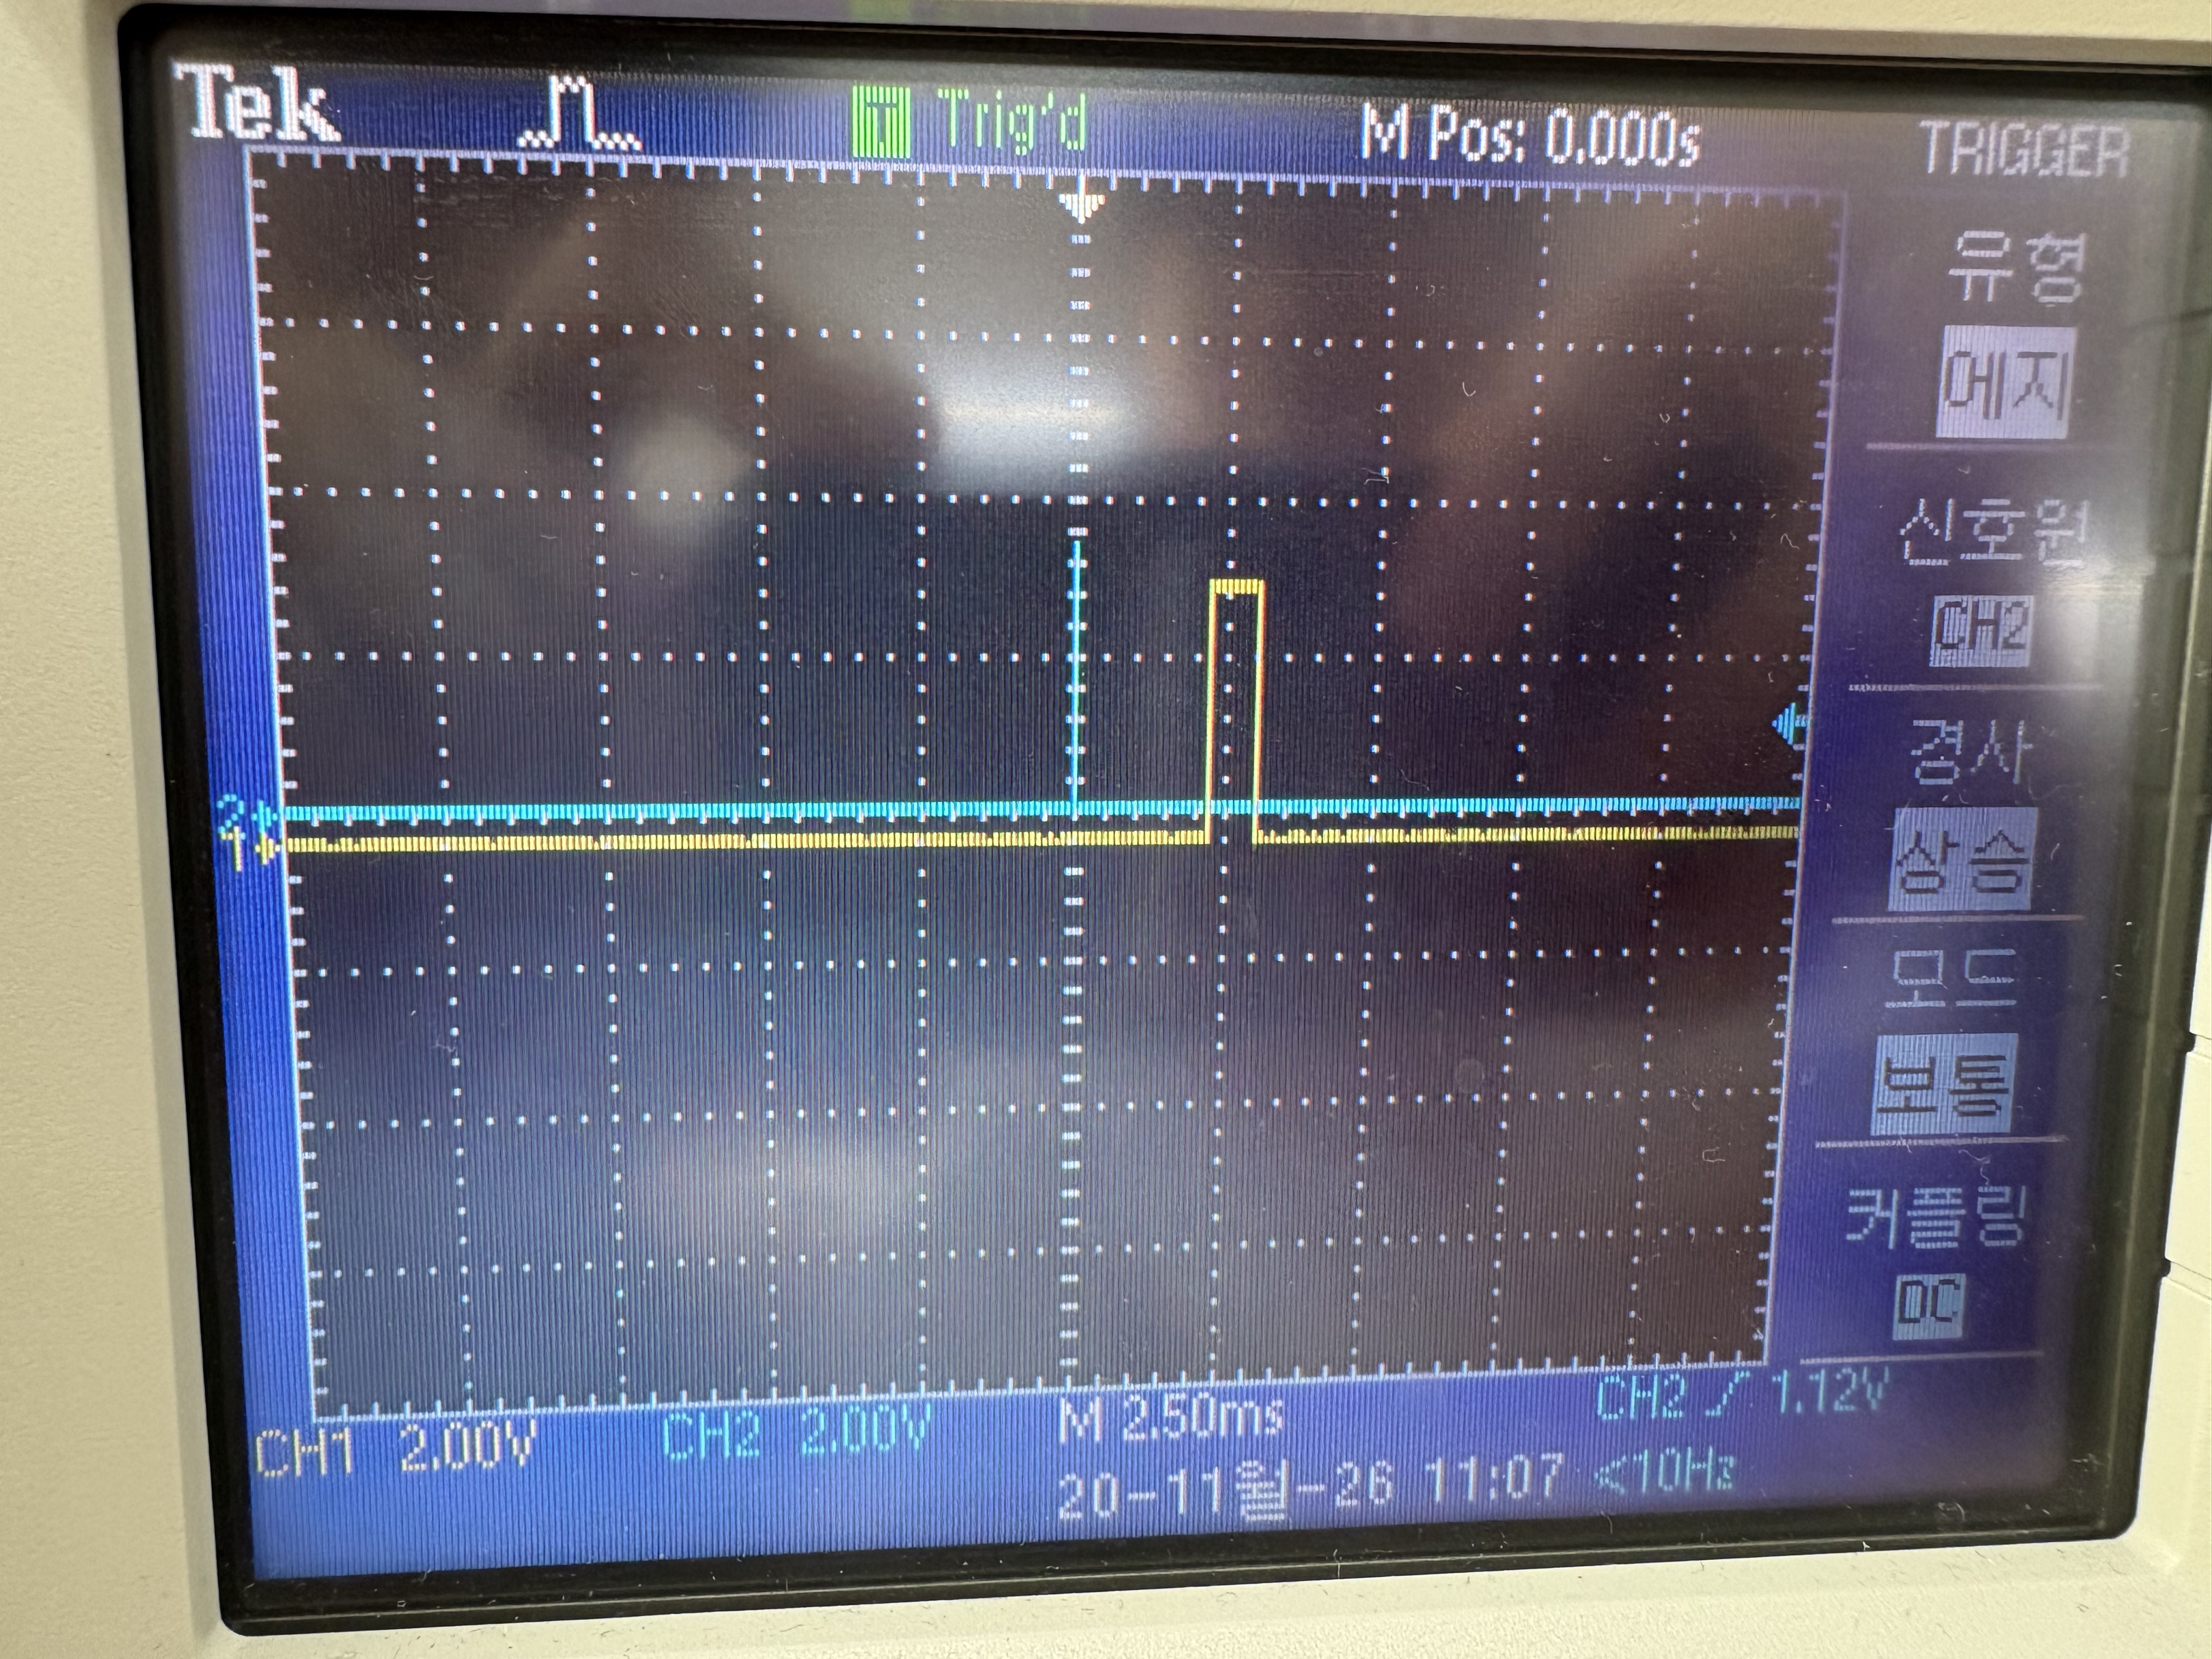 Tek T Trig'd M Pos: 0.000s TRIGGER
유형
에지
신호원
CH2
경사
상승
2
1
모드
보통
커플링
DC
CH1 2.00V CH2 2.00V M 2.50ms CH2 1.12V
20-11월-26 11:07 <10Hz